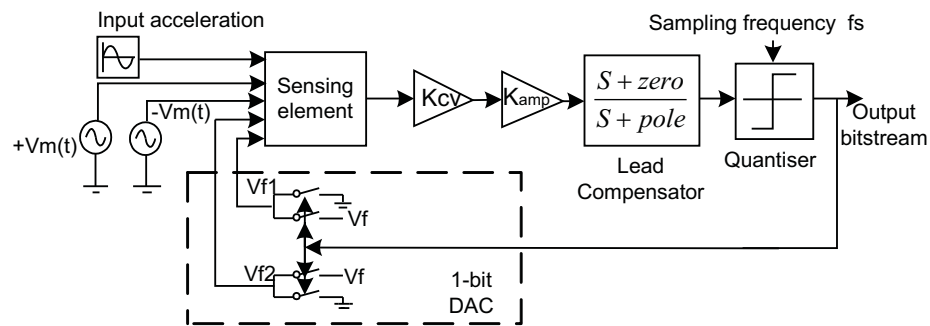 Input acceleration
Sampling frequency fs
Sensing
element
Kcv
Kamp
S + zero
S + pole
-Vm(t)
+Vm(t)
Output
bitstream
Lead
Compensator
Quantiser
Vf1
Vf
Vf2
Vf
1-bit
DAC